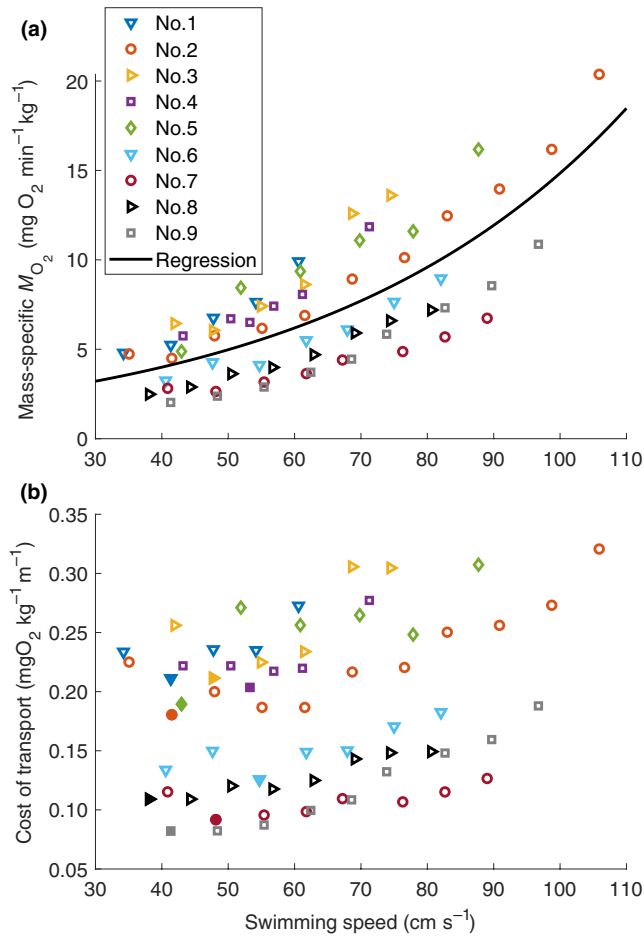 (a)
No.1
No.2
No.3
No.4
No.5
No.6
No.7
No.8
No.9
Regression
Mass-specific M_O₂ (mg O₂ min⁻¹ kg⁻¹)
20
15
10
5
0
30 40 50 60 70 80 90 100 110
(b)
Cost of transport (mgO₂ kg⁻¹ m⁻¹)
0.35
0.30
0.25
0.20
0.15
0.10
0.05
30 40 50 60 70 80 90 100 110
Swimming speed (cm s⁻¹)